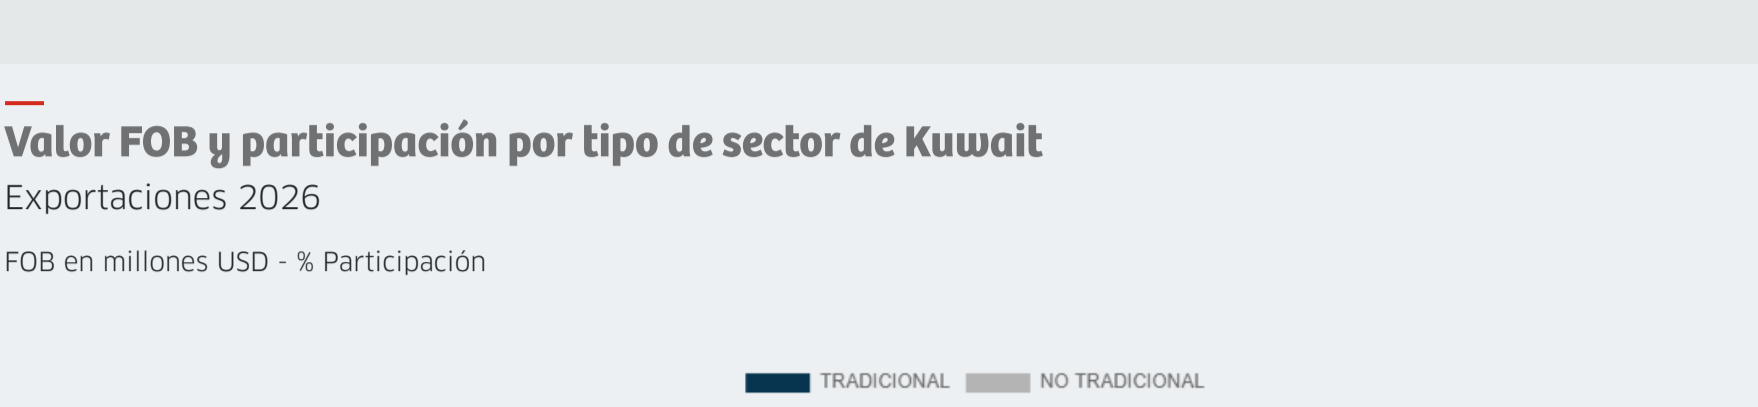 Valor FOB y participación por tipo de sector de Kuwait
Exportaciones 2026
FOB en millones USD - % Participación
TRADICIONAL NO TRADICIONAL